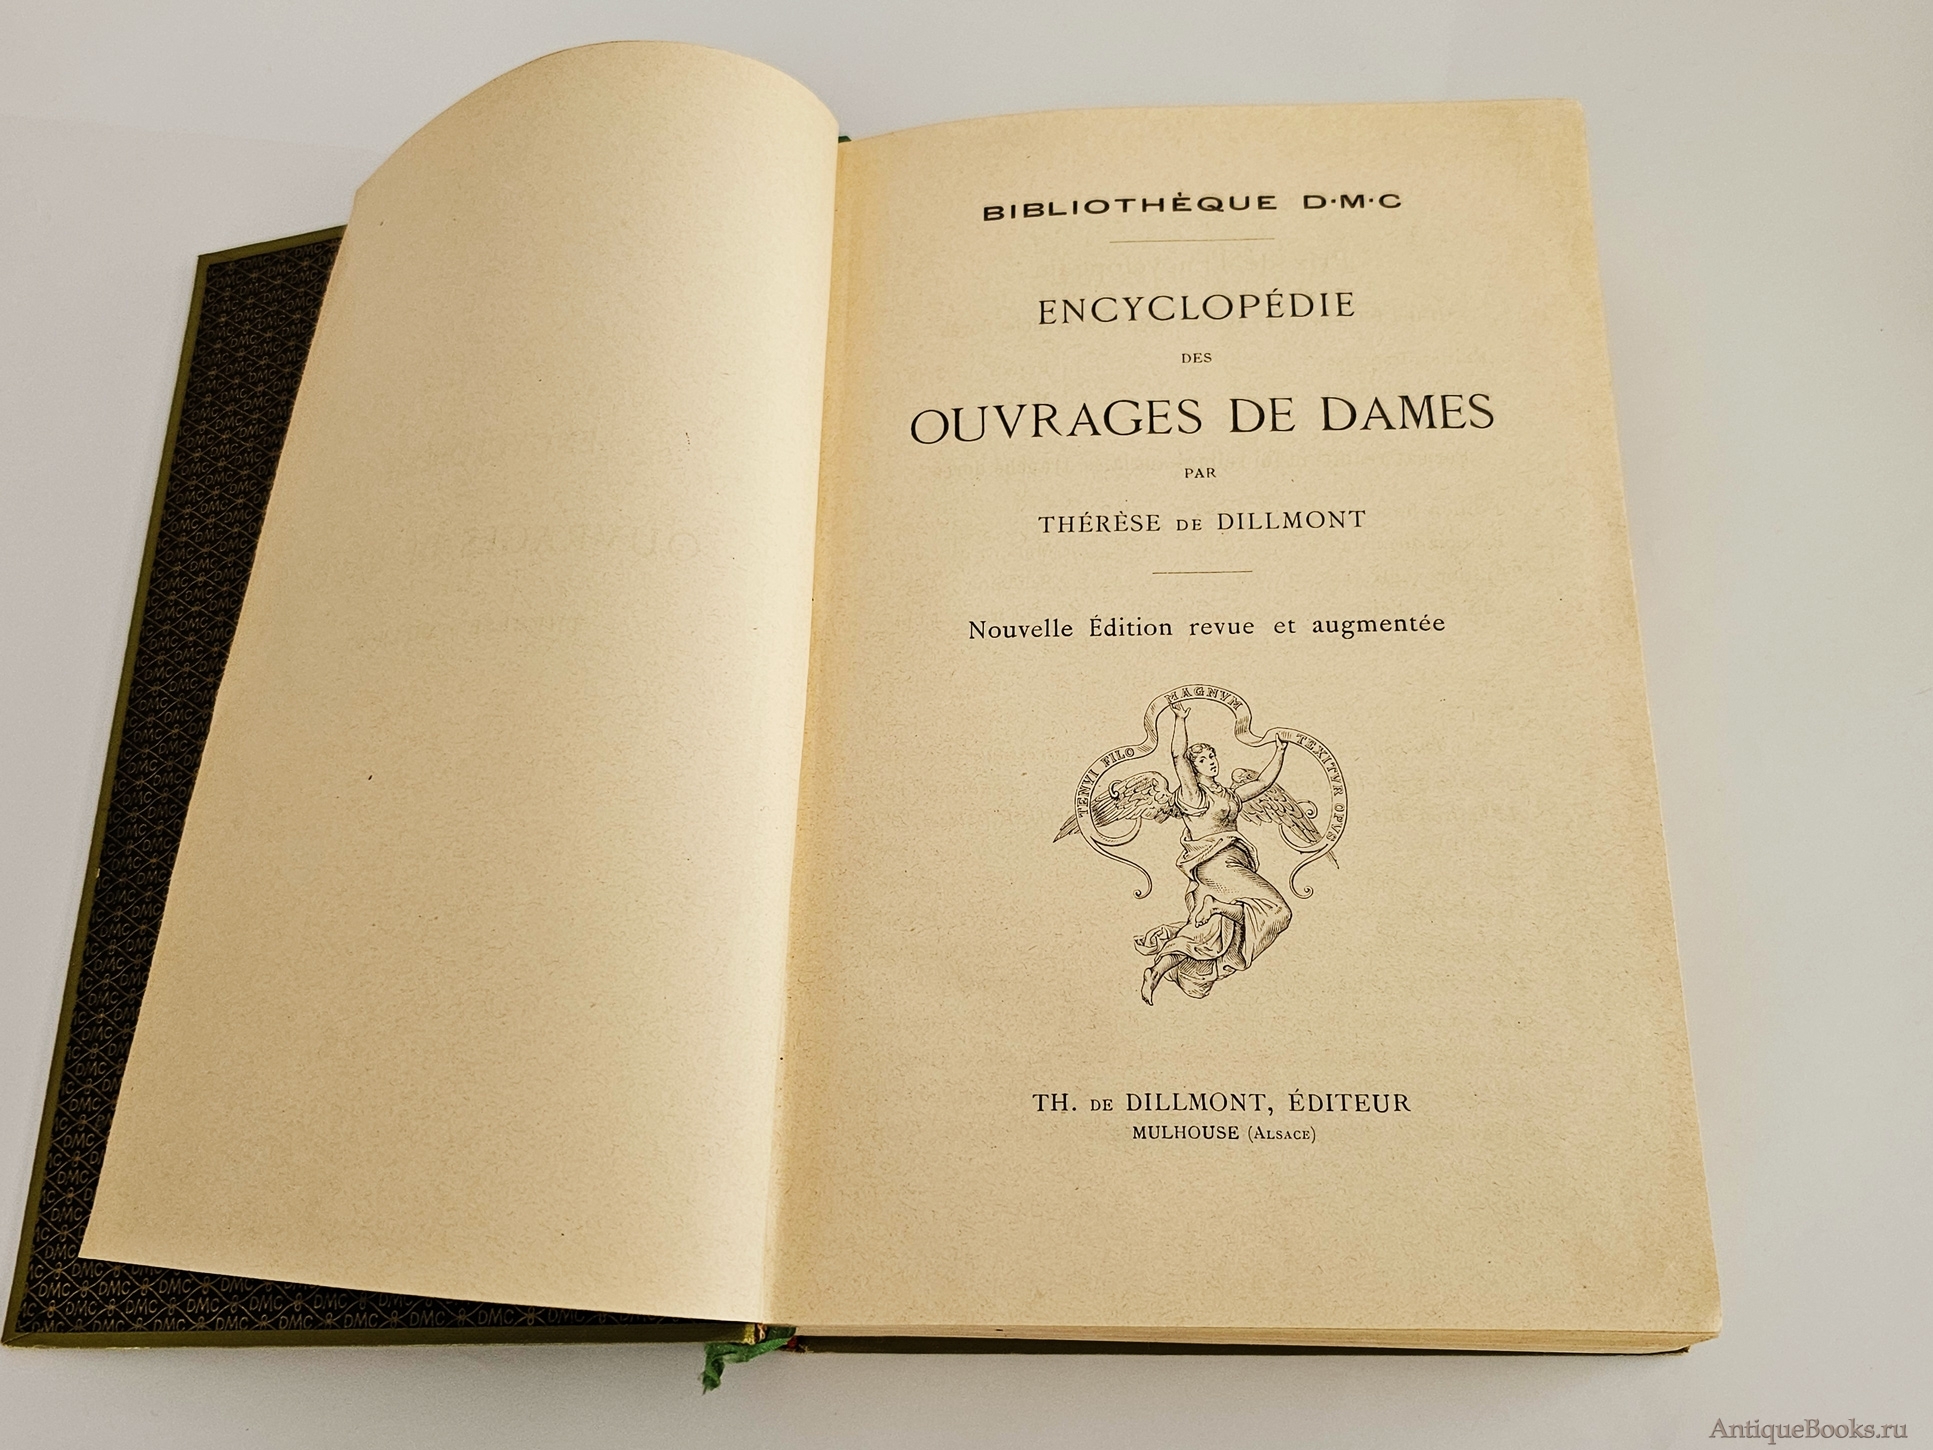 BIBLIOTHÈQUE D·M·C
ENCYCLOPÉDIE
DES
OUVRAGES DE DAMES
PAR
THÉRÈSE DE DILLMONT
Nouvelle Édition revue et augmentée
TENVI FILO MAGNVM TEXITVR OPVS
TH. DE DILLMONT, ÉDITEUR
MULHOUSE (ALSACE)
AntiqueBooks.ru